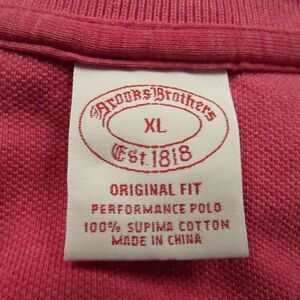 Brooks Brothers
XL
Est. 1818
ORIGINAL FIT
PERFORMANCE POLO
100% SUPIMA COTTON
MADE IN CHINA